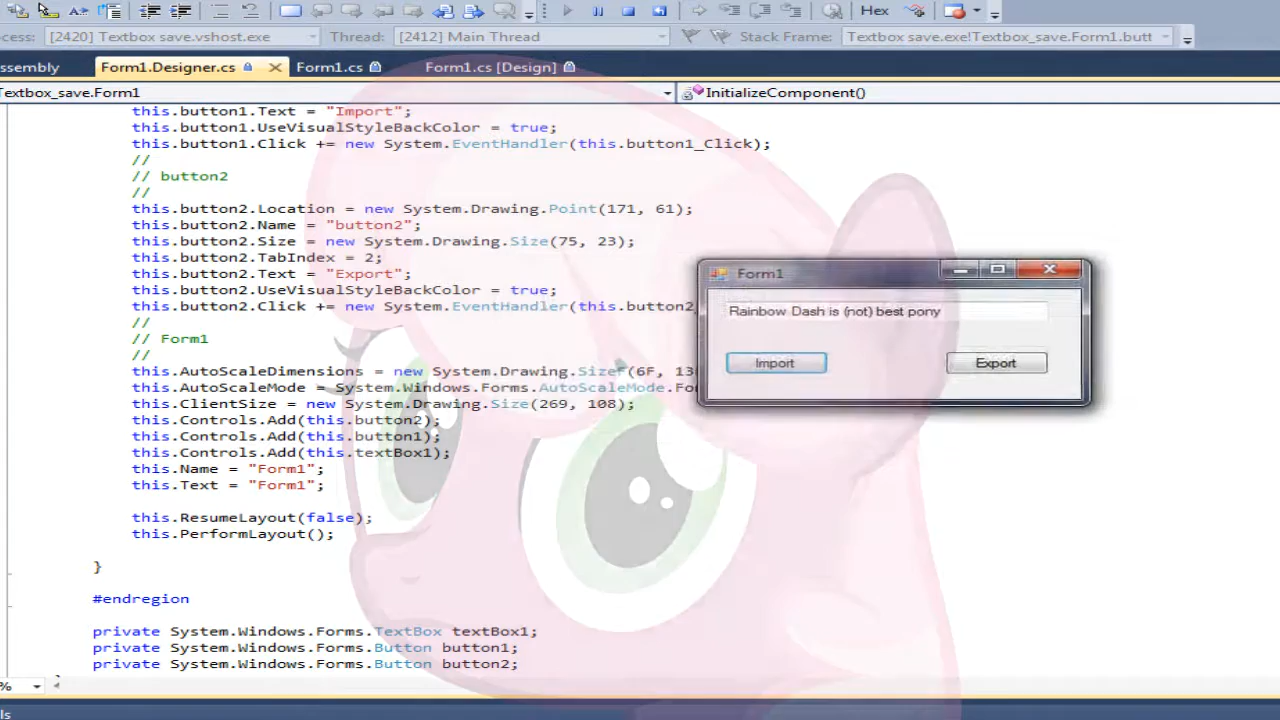 Hex
cess: [2420] Textbox save.vshost.exe Thread: [2412] Main Thread Stack Frame: Textbox save.exe!Textbox_save.Form1.butt
ssembly Form1.Designer.cs Form1.cs Form1.cs [Design]
Textbox_save.Form1 InitializeComponent()
this.button1.Text = "Import";
this.button1.UseVisualStyleBackColor = true;
this.button1.Click += new System.EventHandler(this.button1_Click);
//
// button2
//
this.button2.Location = new System.Drawing.Point(171, 61);
this.button2.Name = "button2";
this.button2.Size = new System.Drawing.Size(75, 23);
this.button2.TabIndex = 2;
this.button2.Text = "Export";
this.button2.UseVisualStyleBackColor = true;
this.button2.Click += new System.EventHandler(this.button2_
//
// Form1
//
this.AutoScaleDimensions = new System.Drawing.SizeF(6F, 13
this.AutoScaleMode = System.Windows.Forms.AutoScaleMode.Fo
this.ClientSize = new System.Drawing.Size(269, 108);
this.Controls.Add(this.button2);
this.Controls.Add(this.button1);
this.Controls.Add(this.textBox1);
this.Name = "Form1";
this.Text = "Form1";
this.ResumeLayout(false);
this.PerformLayout();
}
#endregion
private System.Windows.Forms.TextBox textBox1;
private System.Windows.Forms.Button button1;
private System.Windows.Forms.Button button2;
%
ls
Form1
Rainbow Dash is (not) best pony
Import Export